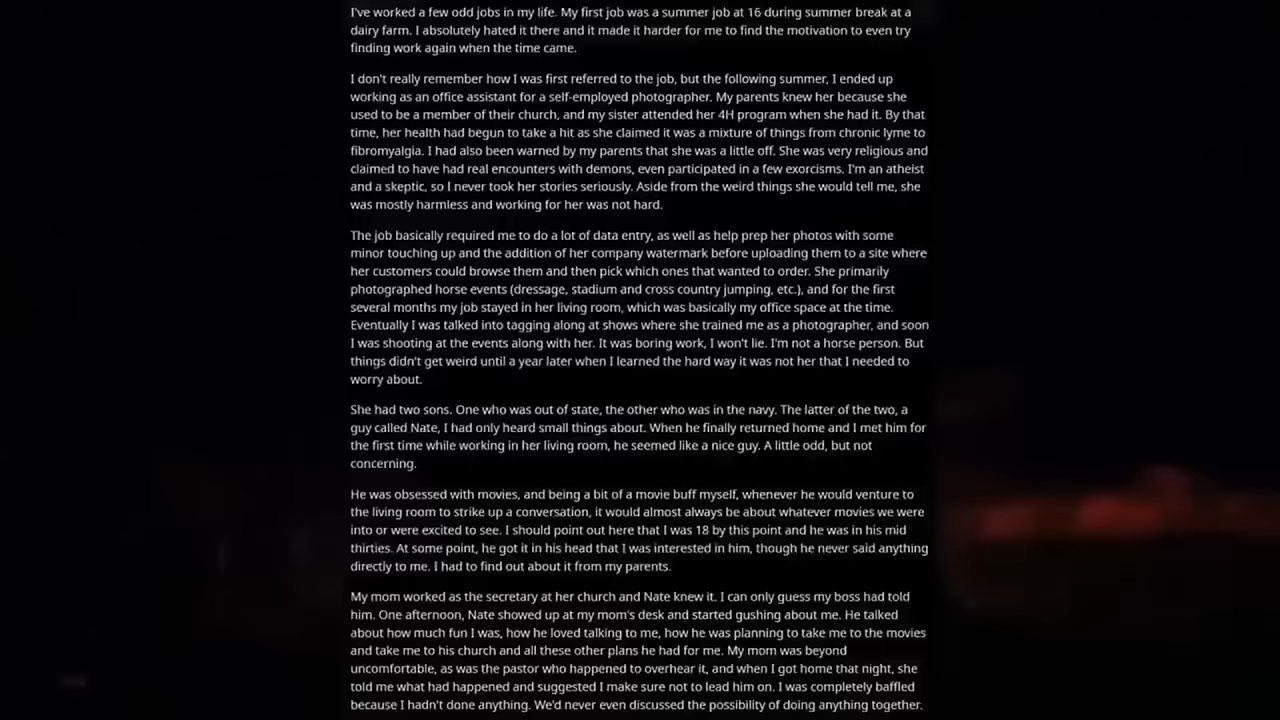 I've worked a few odd jobs in my life. My first job was a summer job at 16 during summer break at a
dairy farm. I absolutely hated it there and it made it harder for me to find the motivation to even try
finding work again when the time came.
I don't really remember how I was first referred to the job, but the following summer, I ended up
working as an office assistant for a self-employed photographer. My parents knew her because she
used to be a member of their church, and my sister attended her 4H program when she had it. By that
time, her health had begun to take a hit as she claimed it was a mixture of things from chronic lyme to
fibromyalgia. I had also been warned by my parents that she was a little off. She was very religious and
claimed to have had real encounters with demons, even participated in a few exorcisms. I'm an atheist
and a skeptic, so I never took her stories seriously. Aside from the weird things she would tell me, she
was mostly harmless and working for her was not hard.
The job basically required me to do a lot of data entry, as well as help prep her photos with some
minor touching up and the addition of her company watermark before uploading them to a site where
her customers could browse them and then pick which ones that wanted to order. She primarily
photographed horse events (dressage, stadium and cross country jumping, etc.), and for the first
several months my job stayed in her living room, which was basically my office space at the time.
Eventually I was talked into tagging along at shows where she trained me as a photographer, and soon
I was shooting at the events along with her. It was boring work, I won't lie. I'm not a horse person. But
things didn't get weird until a year later when I learned the hard way it was not her that I needed to
worry about.
She had two sons. One who was out of state, the other who was in the navy. The latter of the two, a
guy called Nate, I had only heard small things about. When he finally returned home and I met him for
the first time while working in her living room, he seemed like a nice guy. A little odd, but not
concerning.
He was obsessed with movies, and being a bit of a movie buff myself, whenever he would venture to
the living room to strike up a conversation, it would almost always be about whatever movies we were
into or were excited to see. I should point out here that I was 18 by this point and he was in his mid
thirties. At some point, he got it in his head that I was interested in him, though he never said anything
directly to me. I had to find out about it from my parents.
My mom worked as the secretary at her church and Nate knew it. I can only guess my boss had told
him. One afternoon, Nate showed up at my mom's desk and started gushing about me. He talked
about how much fun I was, how he loved talking to me, how he was planning to take me to the movies
and take me to his church and all these other plans he had for me. My mom was beyond
uncomfortable, as was the pastor who happened to overhear it, and when I got home that night, she
told me what had happened and suggested I make sure not to lead him on. I was completely baffled
because I hadn't done anything. We'd never even discussed the possibility of doing anything together.